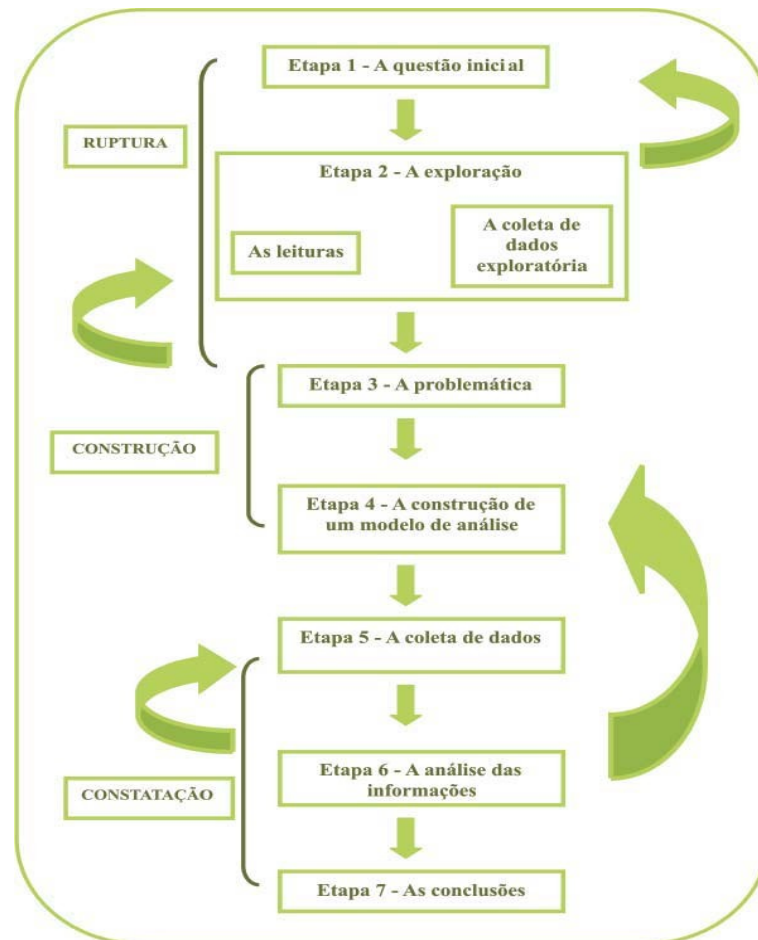 Etapa 1 - A questão inicial
RUPTURA
Etapa 2 - A exploração
As leituras
A coleta de
dados
exploratória
Etapa 3 - A problemática
CONSTRUÇÃO
Etapa 4 - A construção de
um modelo de análise
Etapa 5 - A coleta de dados
Etapa 6 - A análise das
informações
CONSTATAÇÃO
Etapa 7 - As conclusões